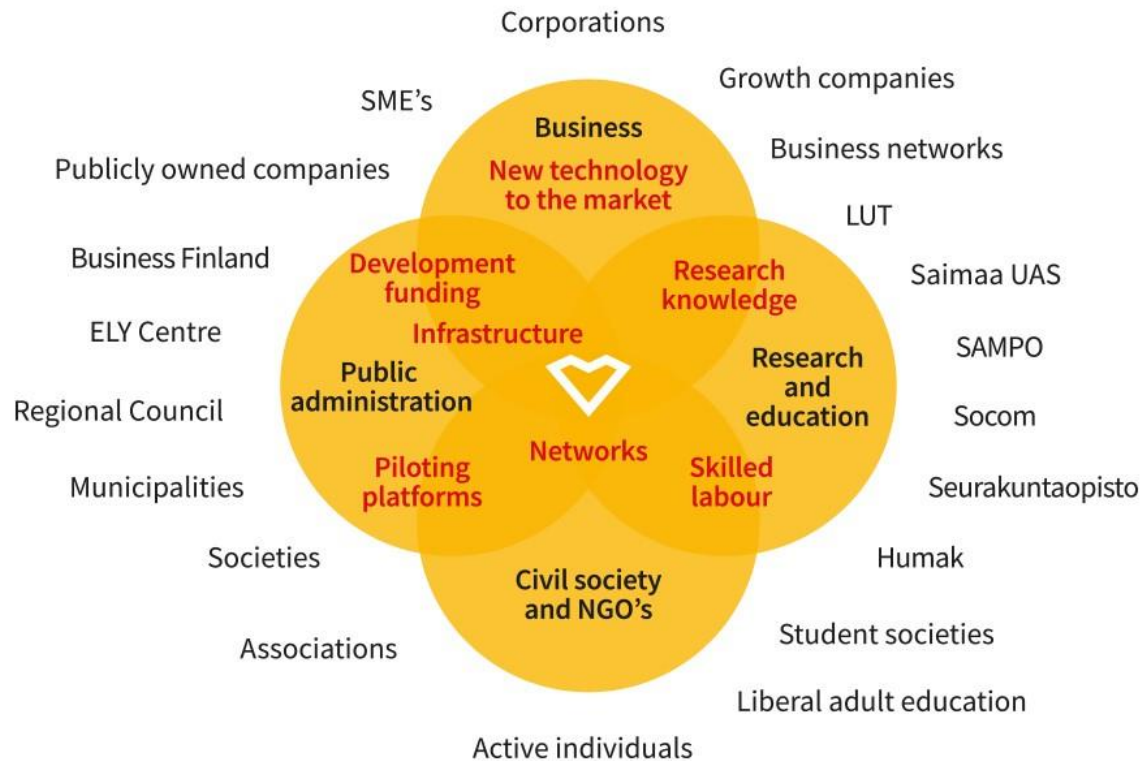 Corporations
Growth companies
SME's
Business
Business networks
Publicly owned companies
New technology
to the market
LUT
Business Finland
Development
funding
Research
knowledge
Saimaa UAS
ELY Centre
Infrastructure
SAMPO
Public
administration
Research
and
education
Regional Council
Socom
Networks
Piloting
platforms
Skilled
labour
Municipalities
Seurakuntaopisto
Societies
Humak
Civil society
and NGO's
Associations
Student societies
Liberal adult education
Active individuals